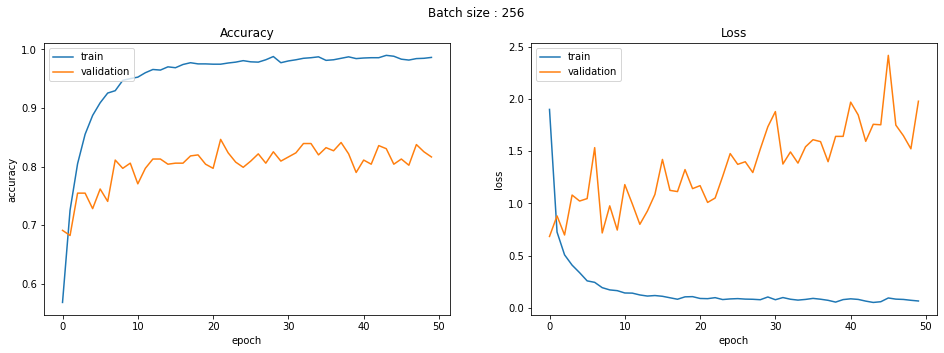 Batch size : 256
Accuracy
train
validation
1.0
0.9
0.8
0.7
0.6
accuracy
0
10
20
30
40
50
epoch
Loss
train
validation
2.5
2.0
1.5
1.0
0.5
0.0
loss
0
10
20
30
40
50
epoch